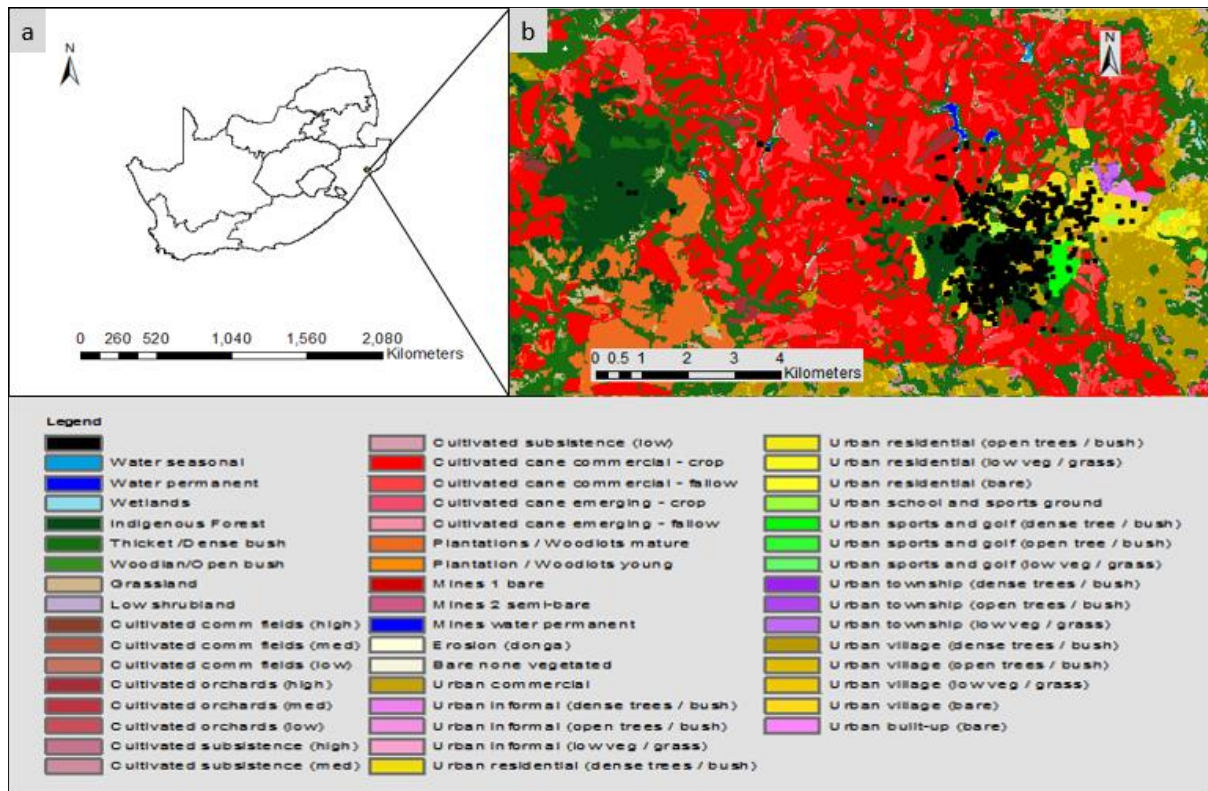 a
N
0 260 520 1,040 1,560 2,080
Kilometers
b
N
0 0.5 1 2 3 4
Kilometers
Legend
Water seasonal
Water permanent
Wetlands
Indigenous Forest
Thicket /Dense bush
Woodlan/Open bush
Grassland
Low shrubland
Cultivated comm fields (high)
Cultivated comm fields (med)
Cultivated comm fields (low)
Cultivated orchards (high)
Cultivated orchards (med)
Cultivated orchards (low)
Cultivated subsistence (high)
Cultivated subsistence (med)
Cultivated subsistence (low)
Cultivated cane commercial - crop
Cultivated cane commercial - fallow
Cultivated cane emerging - crop
Cultivated cane emerging - fallow
Plantations / Woodlots mature
Plantation / Woodlots young
Mines 1 bare
Mines 2 semi-bare
Mines water permanent
Erosion (donga)
Bare none vegetated
Urban commercial
Urban informal (dense trees / bush)
Urban informal (open trees / bush)
Urban informal (low veg / grass)
Urban residential (dense trees / bush)
Urban residential (open trees / bush)
Urban residential (low veg / grass)
Urban residential (bare)
Urban school and sports ground
Urban sports and golf (dense tree / bush)
Urban sports and golf (open tree / bush)
Urban sports and golf (low veg / grass)
Urban township (dense trees / bush)
Urban township (open trees / bush)
Urban township (low veg / grass)
Urban village (dense trees / bush)
Urban village (open trees / bush)
Urban village (low veg / grass)
Urban village (bare)
Urban built-up (bare)